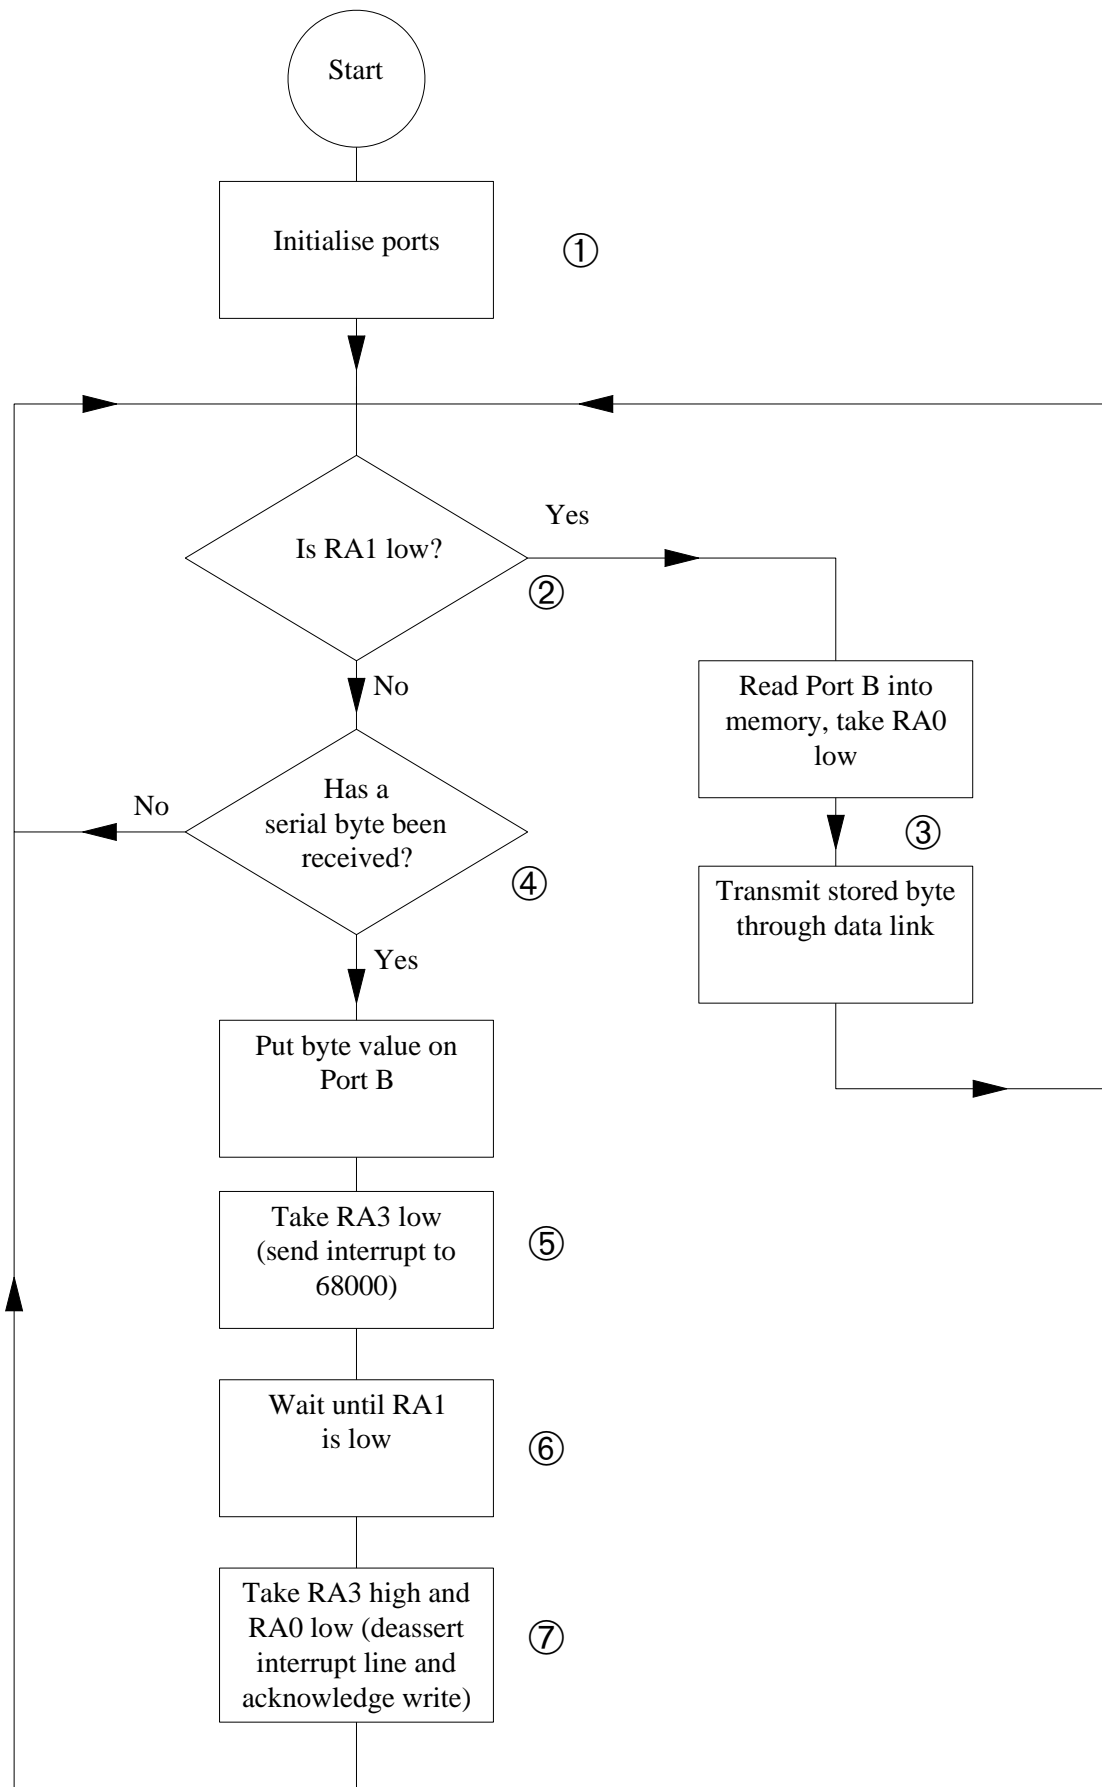 Start
Initialise ports
①
Is RA1 low?
Yes
②
No
Read Port B into
memory, take RA0
low
③
Transmit stored byte
through data link
Has a
serial byte been
received?
No
④
Yes
Put byte value on
Port B
Take RA3 low
(send interrupt to
68000)
⑤
Wait until RA1
is low
⑥
Take RA3 high and
RA0 low (deassert
interrupt line and
acknowledge write)
⑦